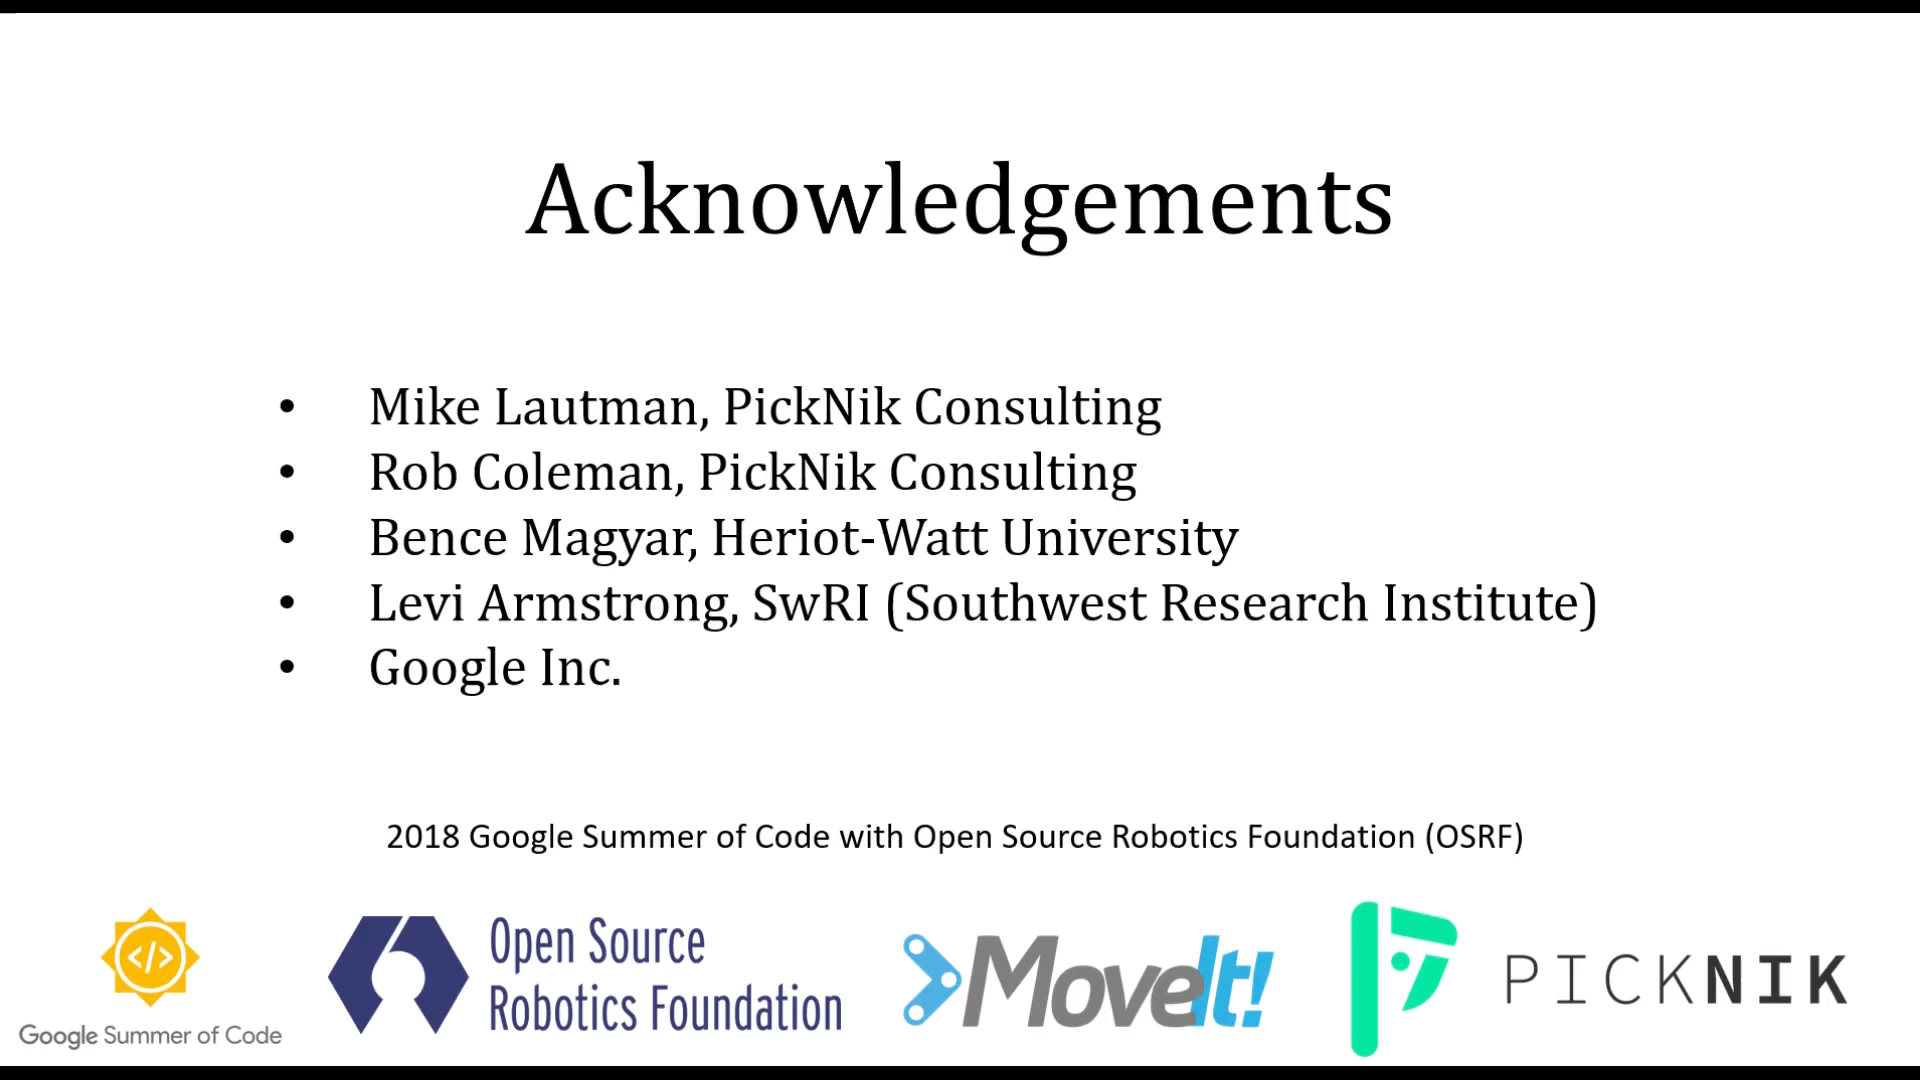 Acknowledgements
• Mike Lautman, PickNik Consulting
• Rob Coleman, PickNik Consulting
• Bence Magyar, Heriot-Watt University
• Levi Armstrong, SwRI (Southwest Research Institute)
• Google Inc.
2018 Google Summer of Code with Open Source Robotics Foundation (OSRF)
</>
Google Summer of Code
Open Source
Robotics Foundation
MoveIt!
PICKNIK